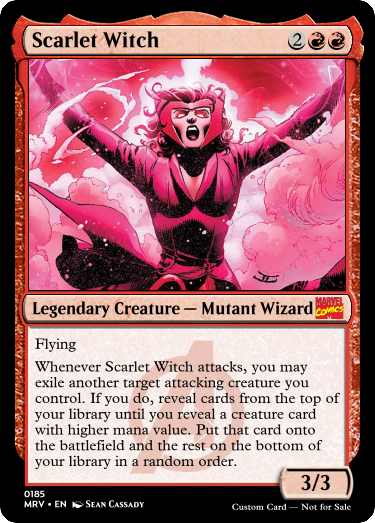 Scarlet Witch 2
Legendary Creature — Mutant Wizard MARVEL COMICS
Flying
Whenever Scarlet Witch attacks, you may
exile another target attacking creature you
control. If you do, reveal cards from the top of
your library until you reveal a creature card
with higher mana value. Put that card onto
the battlefield and the rest on the bottom of
your library in a random order.
3/3
0185
MRV • EN Sean Cassady
Custom Card — Not for Sale